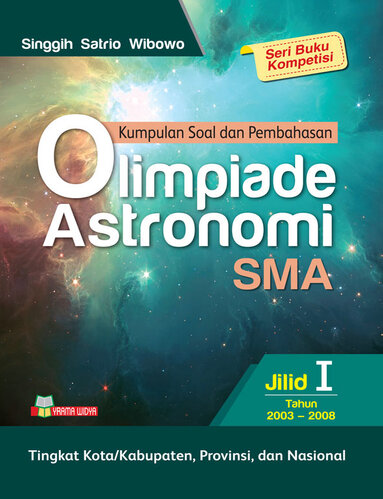 Singgih Satrio Wibowo
Seri Buku
Kompetisi
Kumpulan Soal dan Pembahasan
Olimpiade
Astronomi
SMA
Jilid I
Tahun
2003 – 2008
YRAMA WIDYA
Tingkat Kota/Kabupaten, Provinsi, dan Nasional